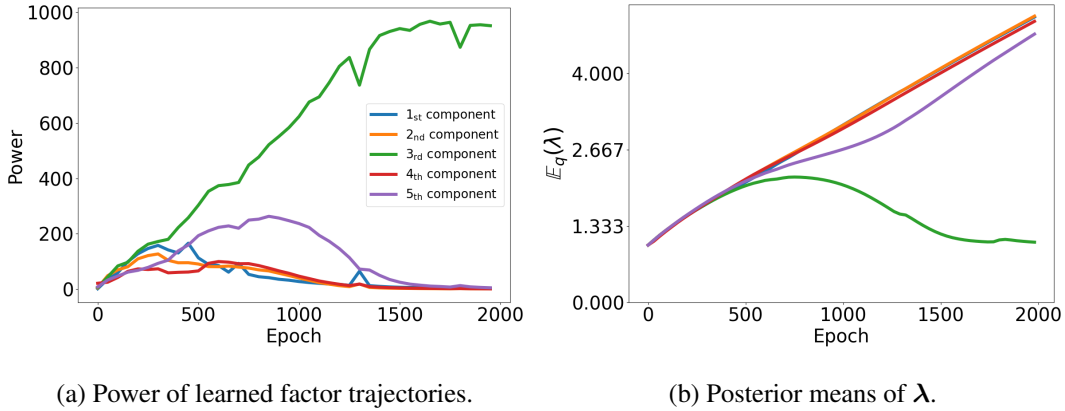 1000
800
600
400
200
0
Power
1st component
2nd component
3rd component
4th component
5th component
0 500 1000 1500 2000
Epoch
(a) Power of learned factor trajectories.
4.000
2.667
1.333
0.000
𝔼q(λ)
0 500 1000 1500 2000
Epoch
(b) Posterior means of λ.